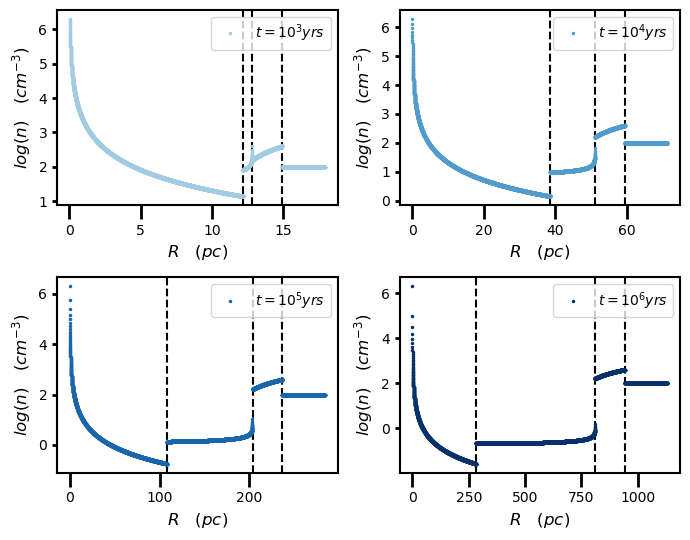 6
5
4
3
2
1
log(n) (cm⁻³)
t = 10³yrs
0 5 10 15
R (pc)
6
5
4
3
2
1
0
log(n) (cm⁻³)
t = 10⁴yrs
0 20 40 60
R (pc)
6
4
2
0
log(n) (cm⁻³)
t = 10⁵yrs
0 100 200
R (pc)
6
4
2
0
log(n) (cm⁻³)
t = 10⁶yrs
0 250 500 750 1000
R (pc)